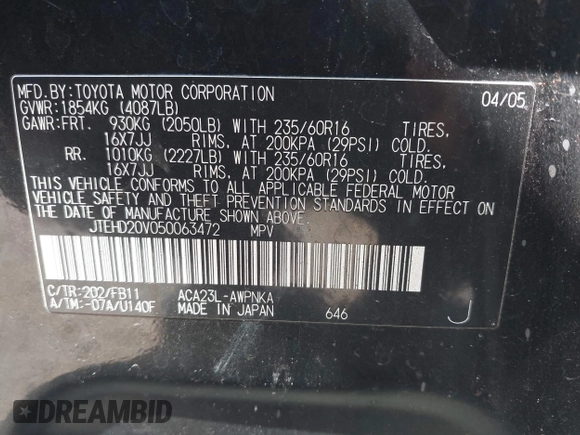 MFD.BY:TOYOTA MOTOR CORPORATION 04/05
GVWR:1854KG (4087LB)
GAWR:FRT. 930KG (2050LB) WITH 235/60R16 TIRES,
16X7JJ RIMS, AT 200KPA (29PSI) COLD.
RR. 1010KG (2227LB) WITH 235/60R16 TIRES,
16X7JJ RIMS, AT 200KPA (29PSI) COLD.
THIS VEHICLE CONFORMS TO ALL APPLICABLE FEDERAL MOTOR
VEHICLE SAFETY AND THEFT PREVENTION STANDARDS IN EFFECT ON
THE DATE OF MANUFACTURE SHOWN ABOVE.
JTEHD20V050063472 MPV
C/TR:202/FB11 ACA23L-AWPNKA
A/TM:-07A/U140F MADE IN JAPAN 646 J
DREAMBID